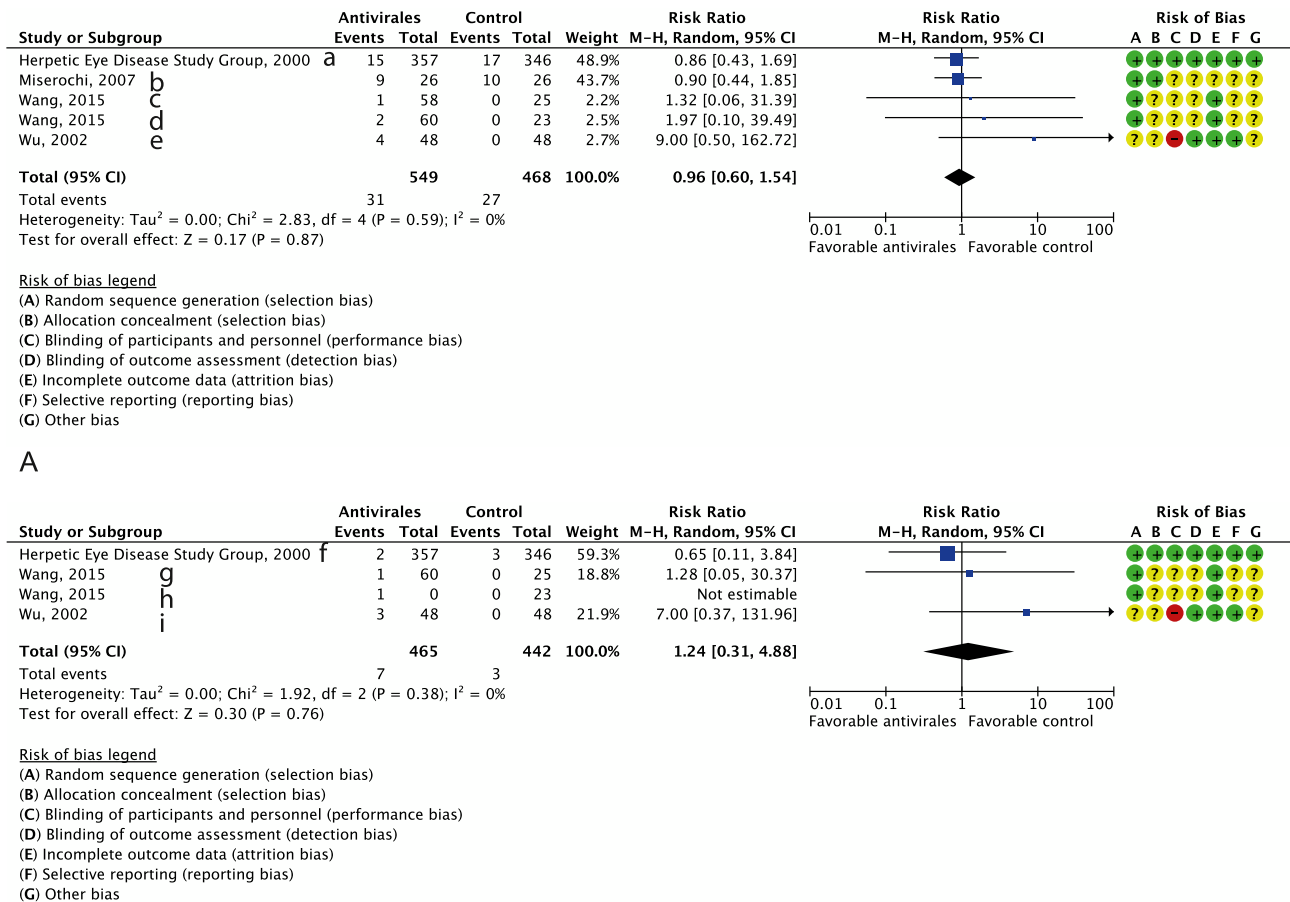 Antivirales Control Risk Ratio Risk Ratio Risk of Bias
Study or Subgroup Events Total Events Total Weight M-H, Random, 95% CI M-H, Random, 95% CI A B C D E F G
Herpetic Eye Disease Study Group, 2000 a 15 357 17 346 48.9% 0.86 [0.43, 1.69] + + + + + + +
Miserochi, 2007 b 9 26 10 26 43.7% 0.90 [0.44, 1.85] + + ? ? ? ? ?
Wang, 2015 c 1 58 0 25 2.2% 1.32 [0.06, 31.39] + ? ? ? + ? ?
Wang, 2015 d 2 60 0 23 2.5% 1.97 [0.10, 39.49] + ? ? ? + ? ?
Wu, 2002 e 4 48 0 48 2.7% 9.00 [0.50, 162.72] ? ? − + + + ?
Total (95% CI) 549 468 100.0% 0.96 [0.60, 1.54]
Total events 31 27
Heterogeneity: Tau² = 0.00; Chi² = 2.83, df = 4 (P = 0.59); I² = 0%
Test for overall effect: Z = 0.17 (P = 0.87)
0.01 0.1 1 10 100
Favorable antivirales Favorable control
Risk of bias legend
(A) Random sequence generation (selection bias)
(B) Allocation concealment (selection bias)
(C) Blinding of participants and personnel (performance bias)
(D) Blinding of outcome assessment (detection bias)
(E) Incomplete outcome data (attrition bias)
(F) Selective reporting (reporting bias)
(G) Other bias
A
Antivirales Control Risk Ratio Risk Ratio Risk of Bias
Study or Subgroup Events Total Events Total Weight M-H, Random, 95% CI M-H, Random, 95% CI A B C D E F G
Herpetic Eye Disease Study Group, 2000 f 2 357 3 346 59.3% 0.65 [0.11, 3.84] + + + + + + +
Wang, 2015 g 1 60 0 25 18.8% 1.28 [0.05, 30.37] + ? ? ? + ? ?
Wang, 2015 h 1 0 0 23 Not estimable + ? ? ? + ? ?
Wu, 2002 i 3 48 0 48 21.9% 7.00 [0.37, 131.96] ? ? − + + + ?
Total (95% CI) 465 442 100.0% 1.24 [0.31, 4.88]
Total events 7 3
Heterogeneity: Tau² = 0.00; Chi² = 1.92, df = 2 (P = 0.38); I² = 0%
Test for overall effect: Z = 0.30 (P = 0.76)
0.01 0.1 1 10 100
Favorable antivirales Favorable control
Risk of bias legend
(A) Random sequence generation (selection bias)
(B) Allocation concealment (selection bias)
(C) Blinding of participants and personnel (performance bias)
(D) Blinding of outcome assessment (detection bias)
(E) Incomplete outcome data (attrition bias)
(F) Selective reporting (reporting bias)
(G) Other bias